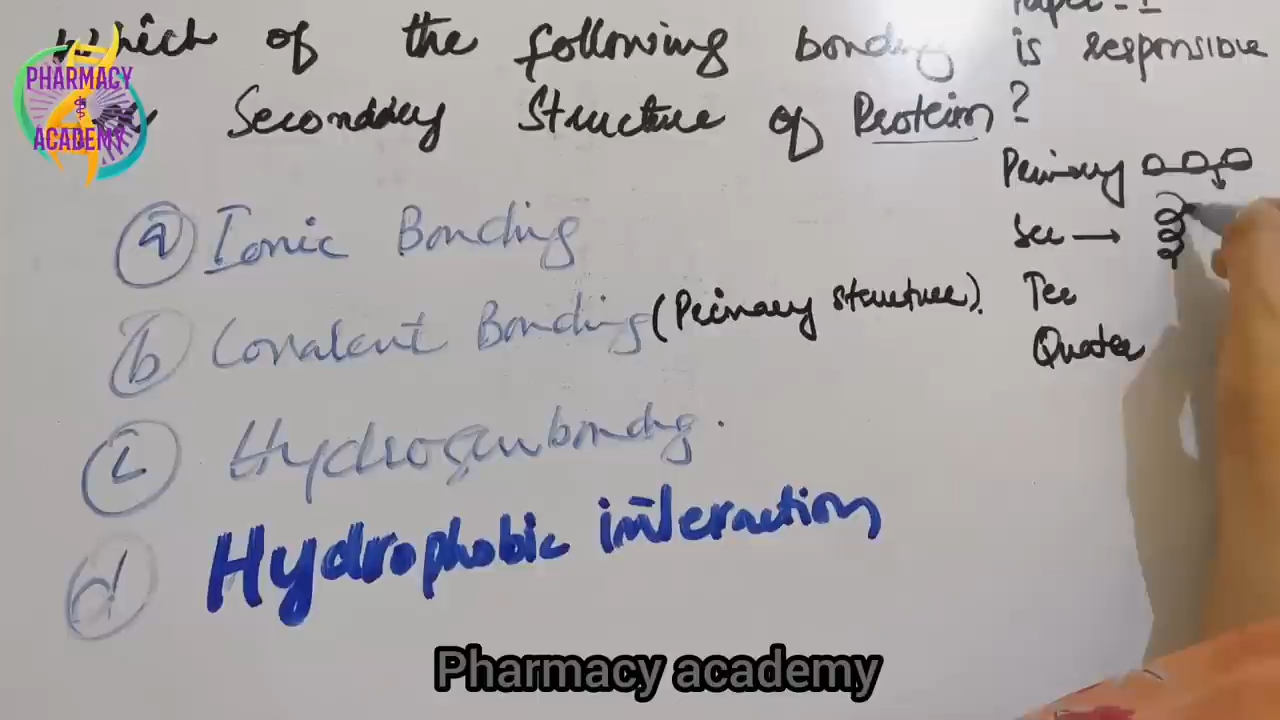 Paper-I
Which of the following bonding is responsible
Secondary Structure of Protein?
PHARMACY
ACADEMY
Primary
Sec →
Ter
Quater
a Ionic Bonding
b Covalent Bonding (Primary structure).
c Hydrogen bonding.
d Hydrophobic interaction
Pharmacy academy